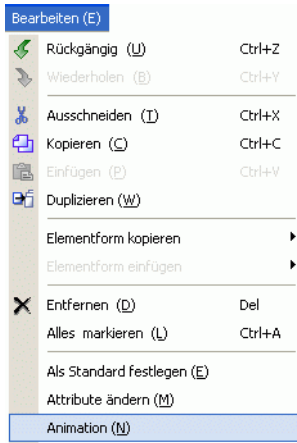 Bearbeiten (E)
Rückgängig (U) Ctrl+Z
Wiederholen (B) Ctrl+Y
Ausschneiden (T) Ctrl+X
Kopieren (C) Ctrl+C
Einfügen (P) Ctrl+V
Duplizieren (W)
Elementform kopieren
Elementform einfügen
Entfernen (D) Del
Alles markieren (L) Ctrl+A
Als Standard festlegen (E)
Attribute ändern (M)
Animation (N)